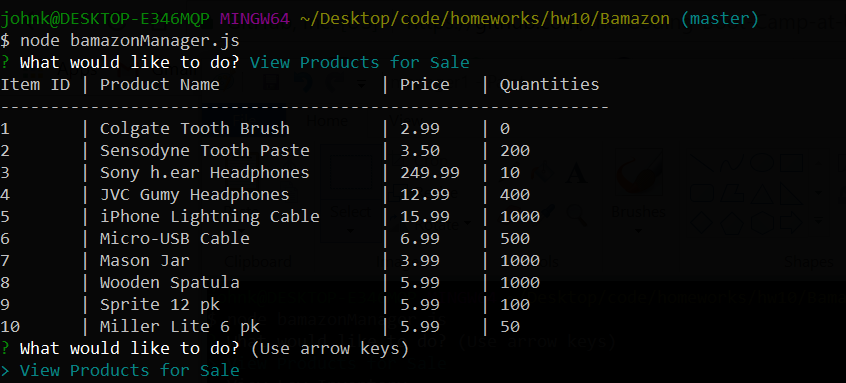 johnk@DESKTOP-E346MQP MINGW64 ~/Desktop/code/homeworks/hw10/Bamazon (master)
$ node bamazonManager.js
? What would like to do? View Products for Sale
Item ID | Product Name | Price | Quantities
-------------------------------------------------------------
1 | Colgate Tooth Brush | 2.99 | 0
2 | Sensodyne Tooth Paste | 3.50 | 200
3 | Sony h.ear Headphones | 249.99 | 10
4 | JVC Gumy Headphones | 12.99 | 400
5 | iPhone Lightning Cable | 15.99 | 1000
6 | Micro-USB Cable | 6.99 | 500
7 | Mason Jar | 3.99 | 1000
8 | Wooden Spatula | 5.99 | 1000
9 | Sprite 12 pk | 5.99 | 100
10 | Miller Lite 6 pk | 5.99 | 50
? What would like to do? (Use arrow keys)
> View Products for Sale